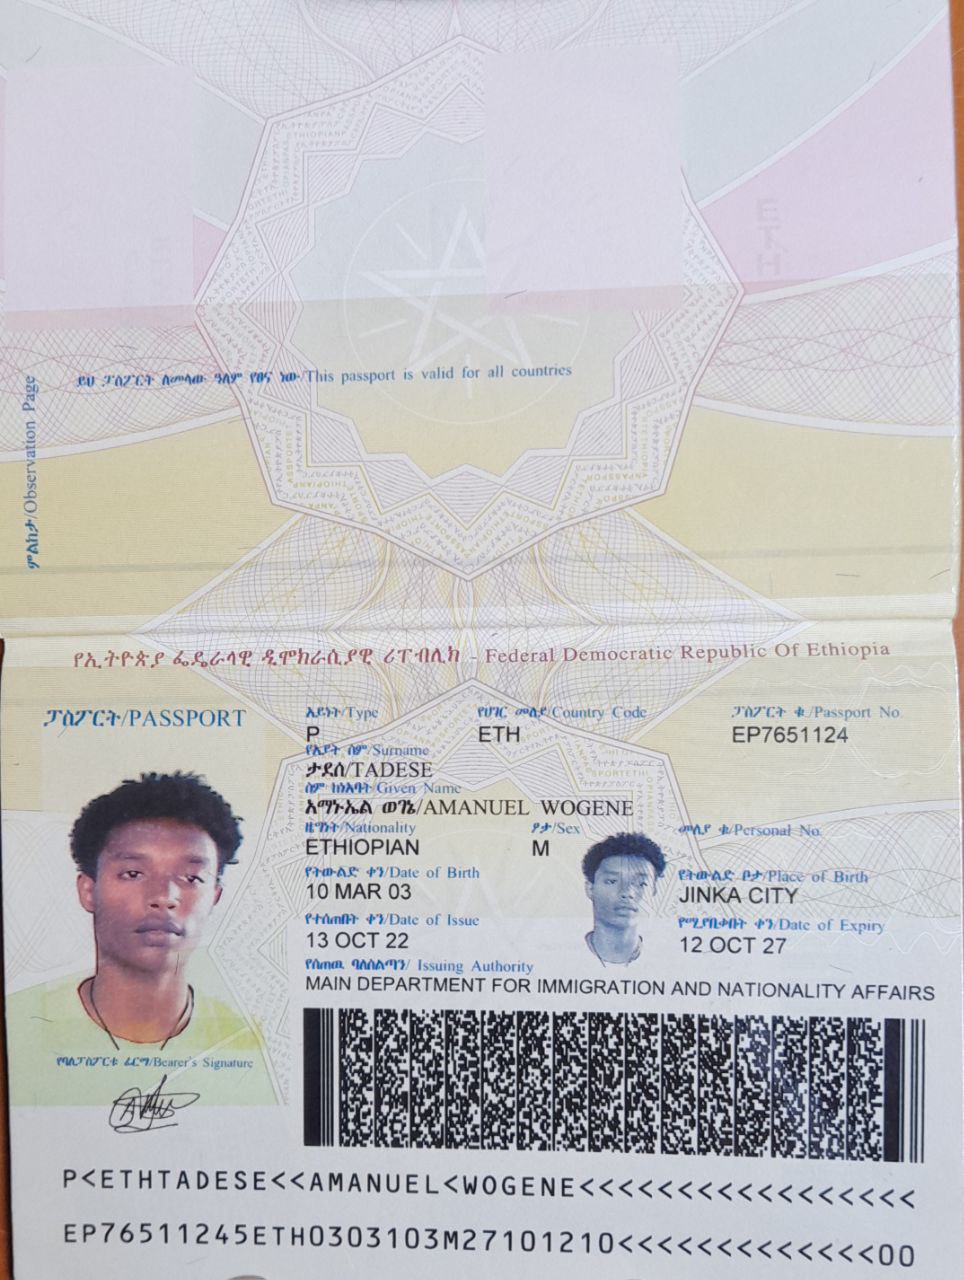 ይህ ፓስፖርት ለመላው ዓለም የፀና ነው/This passport is valid for all countries
ምልከታ/Observation Page
የኢትዮጵያ ፌዴራላዊ ዲሞክራሲያዊ ሪፐብሊክ - Federal Democratic Republic Of Ethiopia
ፓስፖርት/PASSPORT
አይነት/Type
የሀገር መለያ/Country Code
ፓስፖርት ቁ/Passport No.
P
ETH
EP7651124
የአያት ስም/Surname
ታደሰ/TADESE
ስም ከነአባት/Given Name
አማኑኤል ወገኔ/AMANUEL WOGENE
ዜግነት/Nationality
ፆታ/Sex
መለያ ቁ/Personal No.
ETHIOPIAN
M
የትውልድ ቀን/Date of Birth
የትውልድ ቦታ/Place of Birth
10 MAR 03
JINKA CITY
የተሰጠበት ቀን/Date of Issue
የሚያበቃበት ቀን/Date of Expiry
13 OCT 22
12 OCT 27
የሰጠዉ ባለስልጣን/ Issuing Authority
MAIN DEPARTMENT FOR IMMIGRATION AND NATIONALITY AFFAIRS
የባለፓስፖርቱ ፊርማ/Bearer's Signature
P<ETHTADESE<<AMANUEL<WOGENE<<<<<<<<<<<<<<<<<
EP76511245ETH0303103M27101210<<<<<<<<<<<<<00